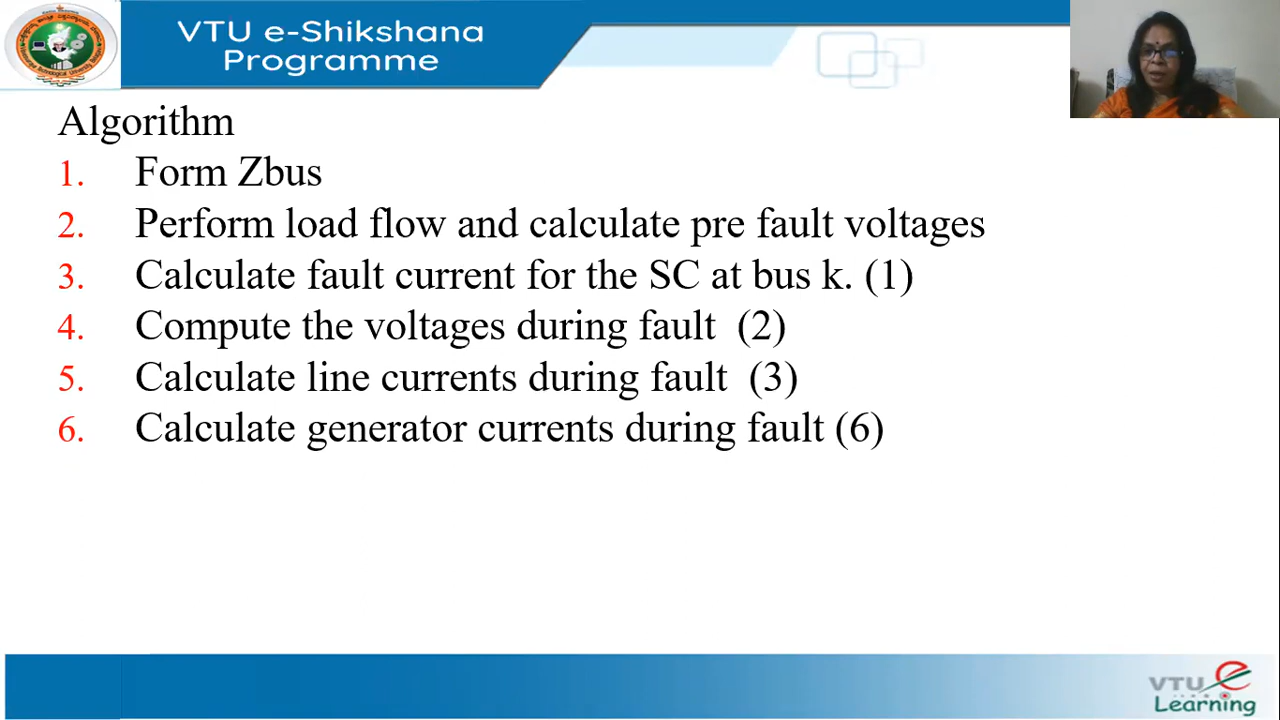 VTU e-Shikshana
Programme
Algorithm
1. Form Zbus
2. Perform load flow and calculate pre fault voltages
3. Calculate fault current for the SC at bus k. (1)
4. Compute the voltages during fault (2)
5. Calculate line currents during fault (3)
6. Calculate generator currents during fault (6)
VTU e
Learning